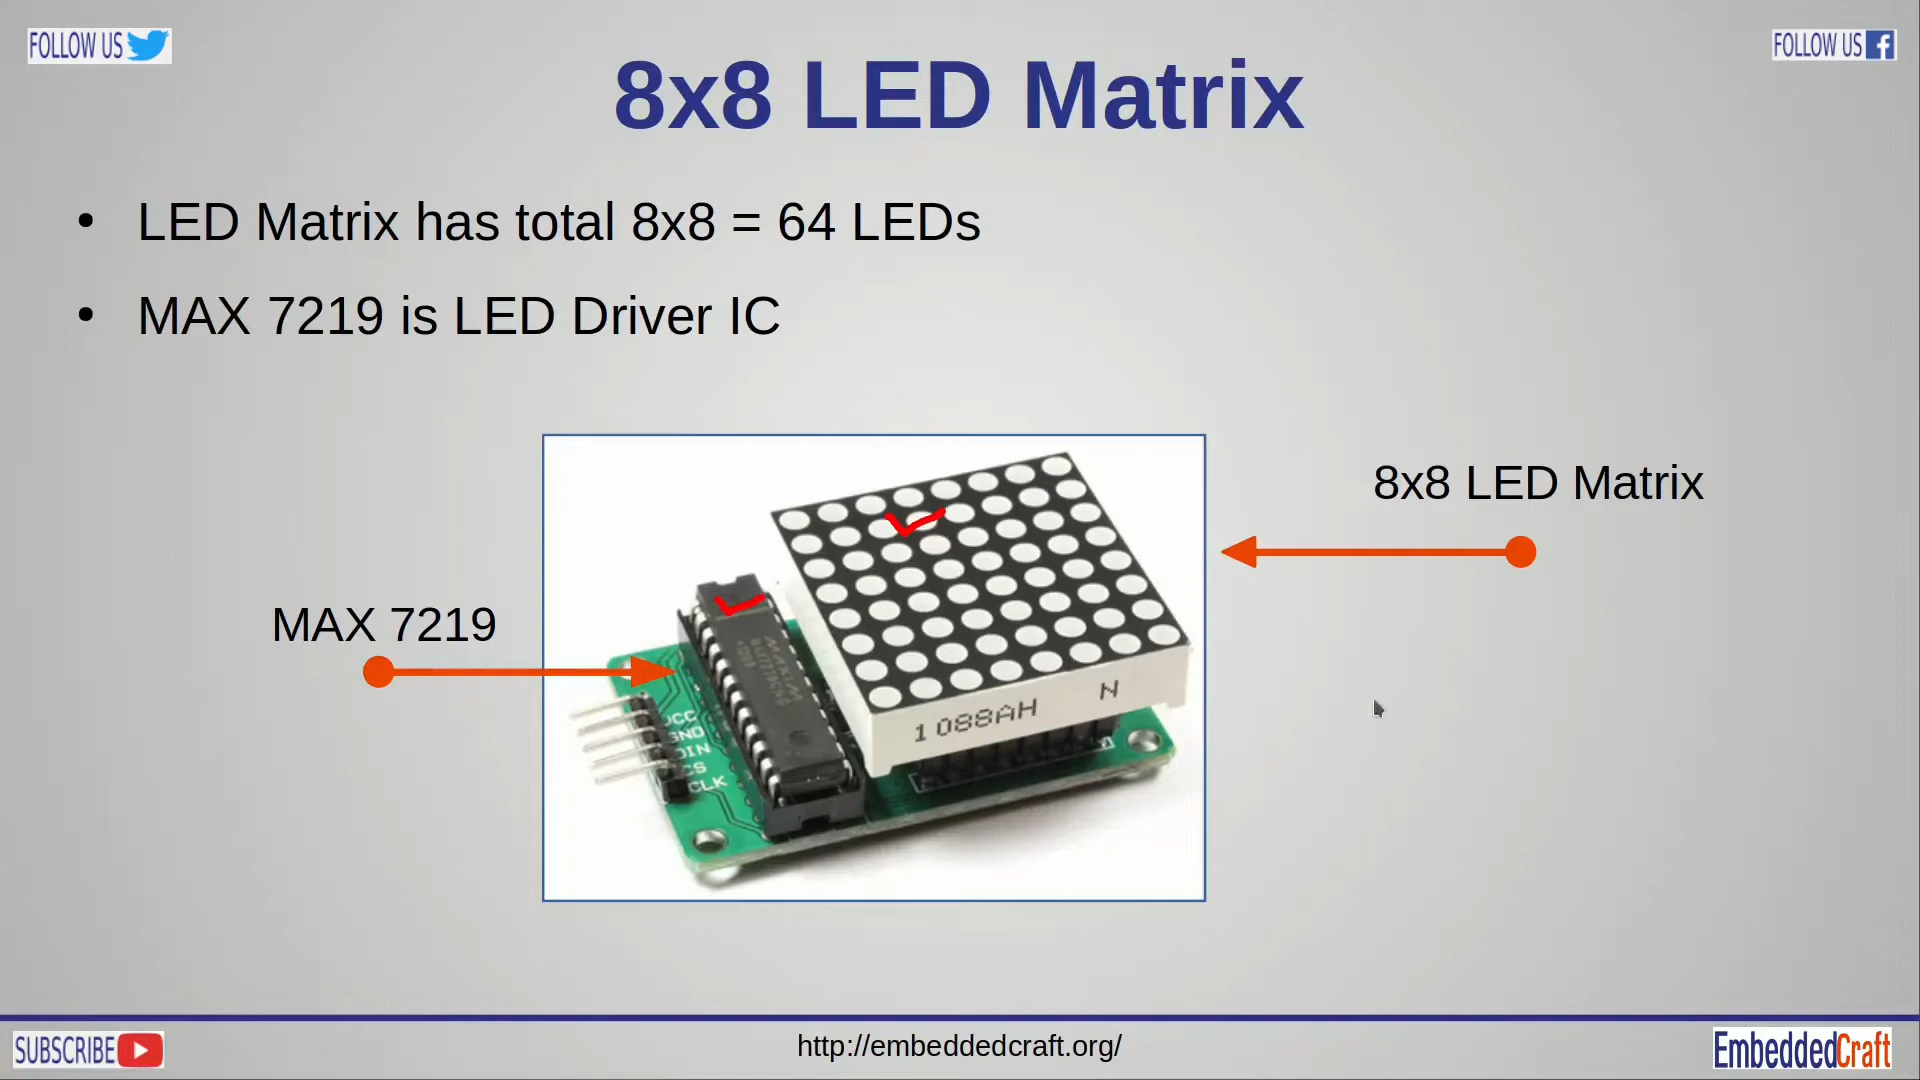 FOLLOW US
FOLLOW US
8x8 LED Matrix
LED Matrix has total 8x8 = 64 LEDs
MAX 7219 is LED Driver IC
8x8 LED Matrix
MAX 7219
MAXIM
VCC
GND
DIN
CS
CLK
1088AH N
SUBSCRIBE
http://embeddedcraft.org/
EmbeddedCraft